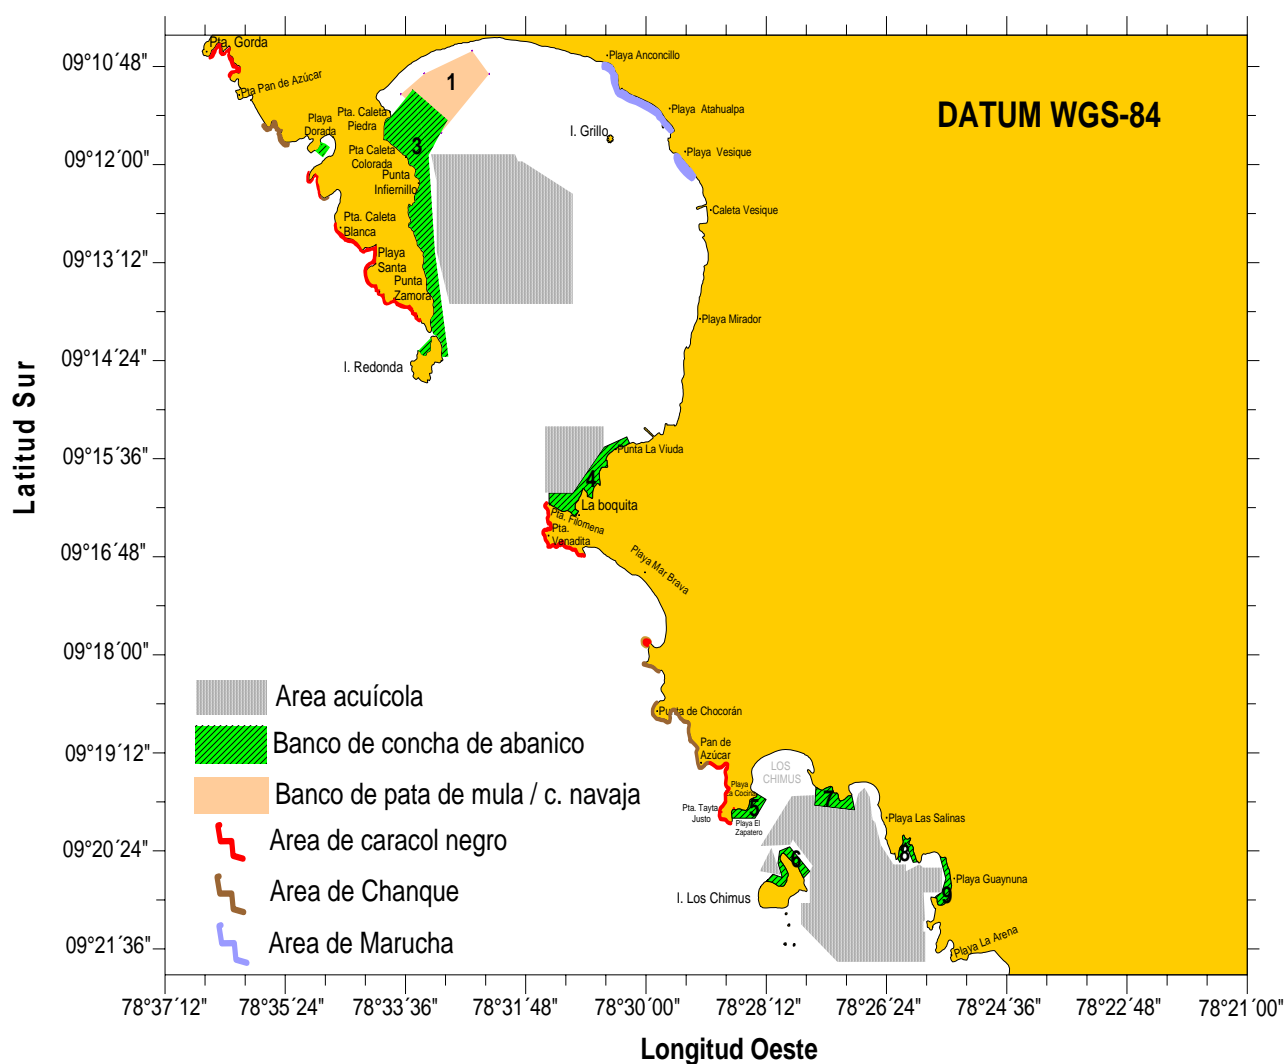 Pta. Gorda
Pta Pan de Azúcar
Playa
Dorada
Pta. Caleta
Piedra
Pta Caleta
Colorada
Punta
Infiernillo
Pta. Caleta
Blanca
Playa
Santa
Punta
Zamora
I. Redonda
1
3
I. Grillo
Playa Anconcillo
Playa Atahualpa
Playa Vesique
Caleta Vesique
Playa Mirador
DATUM WGS-84
Punta La Viuda
4
La boquita
Pta. Filomena
Pta.
Venadita
Playa Mar Brava
Punta de Chocorán
Pan de
Azúcar
Playa
La Cocina
Pta. Tayta
Justo
Playa El
Zapatero
5
LOS
CHIMUS
7
6
I. Los Chimus
Playa Las Salinas
8
Playa Guaynuna
9
Playa La Arena
Area acuícola
Banco de concha de abanico
Banco de pata de mula / c. navaja
Area de caracol negro
Area de Chanque
Area de Marucha
Latitud Sur
09°10´48"
09°12´00"
09°13´12"
09°14´24"
09°15´36"
09°16´48"
09°18´00"
09°19´12"
09°20´24"
09°21´36"
78°37´12" 78°35´24" 78°33´36" 78°31´48" 78°30´00" 78°28´12" 78°26´24" 78°24´36" 78°22´48" 78°21´00"
Longitud Oeste